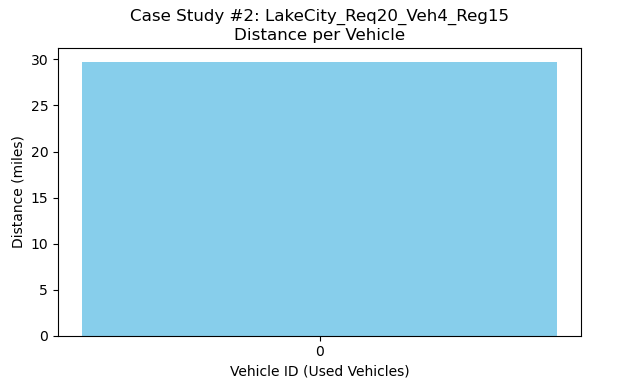 Case Study #2: LakeCity_Req20_Veh4_Reg15
Distance per Vehicle
30
25
20
15
10
5
0
Distance (miles)
0
Vehicle ID (Used Vehicles)